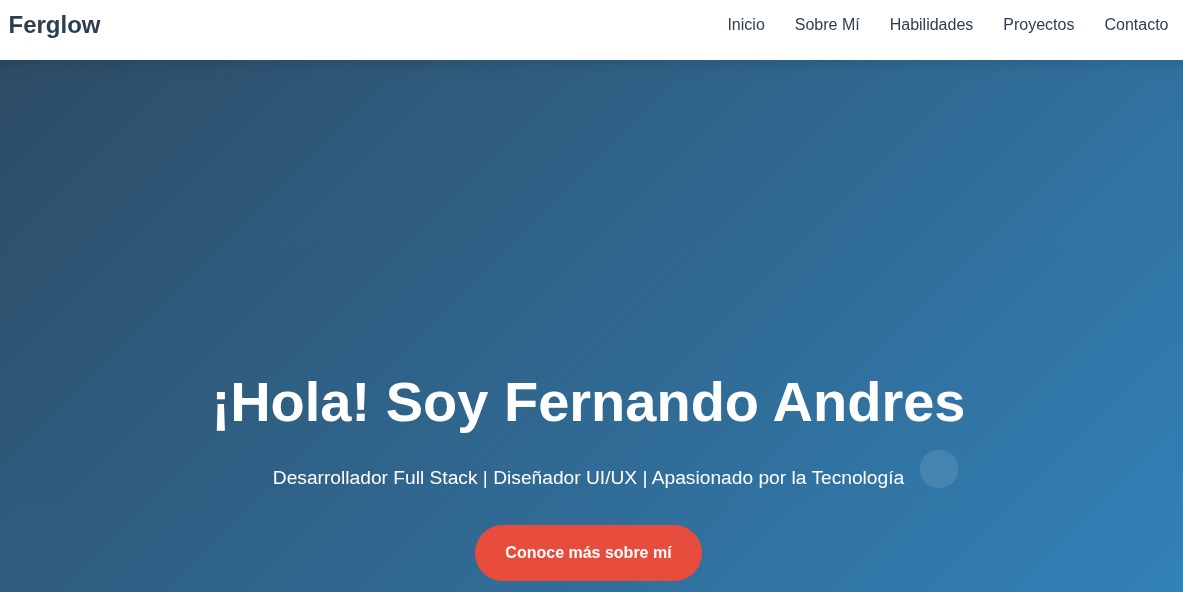 Ferglow
Inicio Sobre Mí Habilidades Proyectos Contacto
¡Hola! Soy Fernando Andres
Desarrollador Full Stack | Diseñador UI/UX | Apasionado por la Tecnología
Conoce más sobre mí